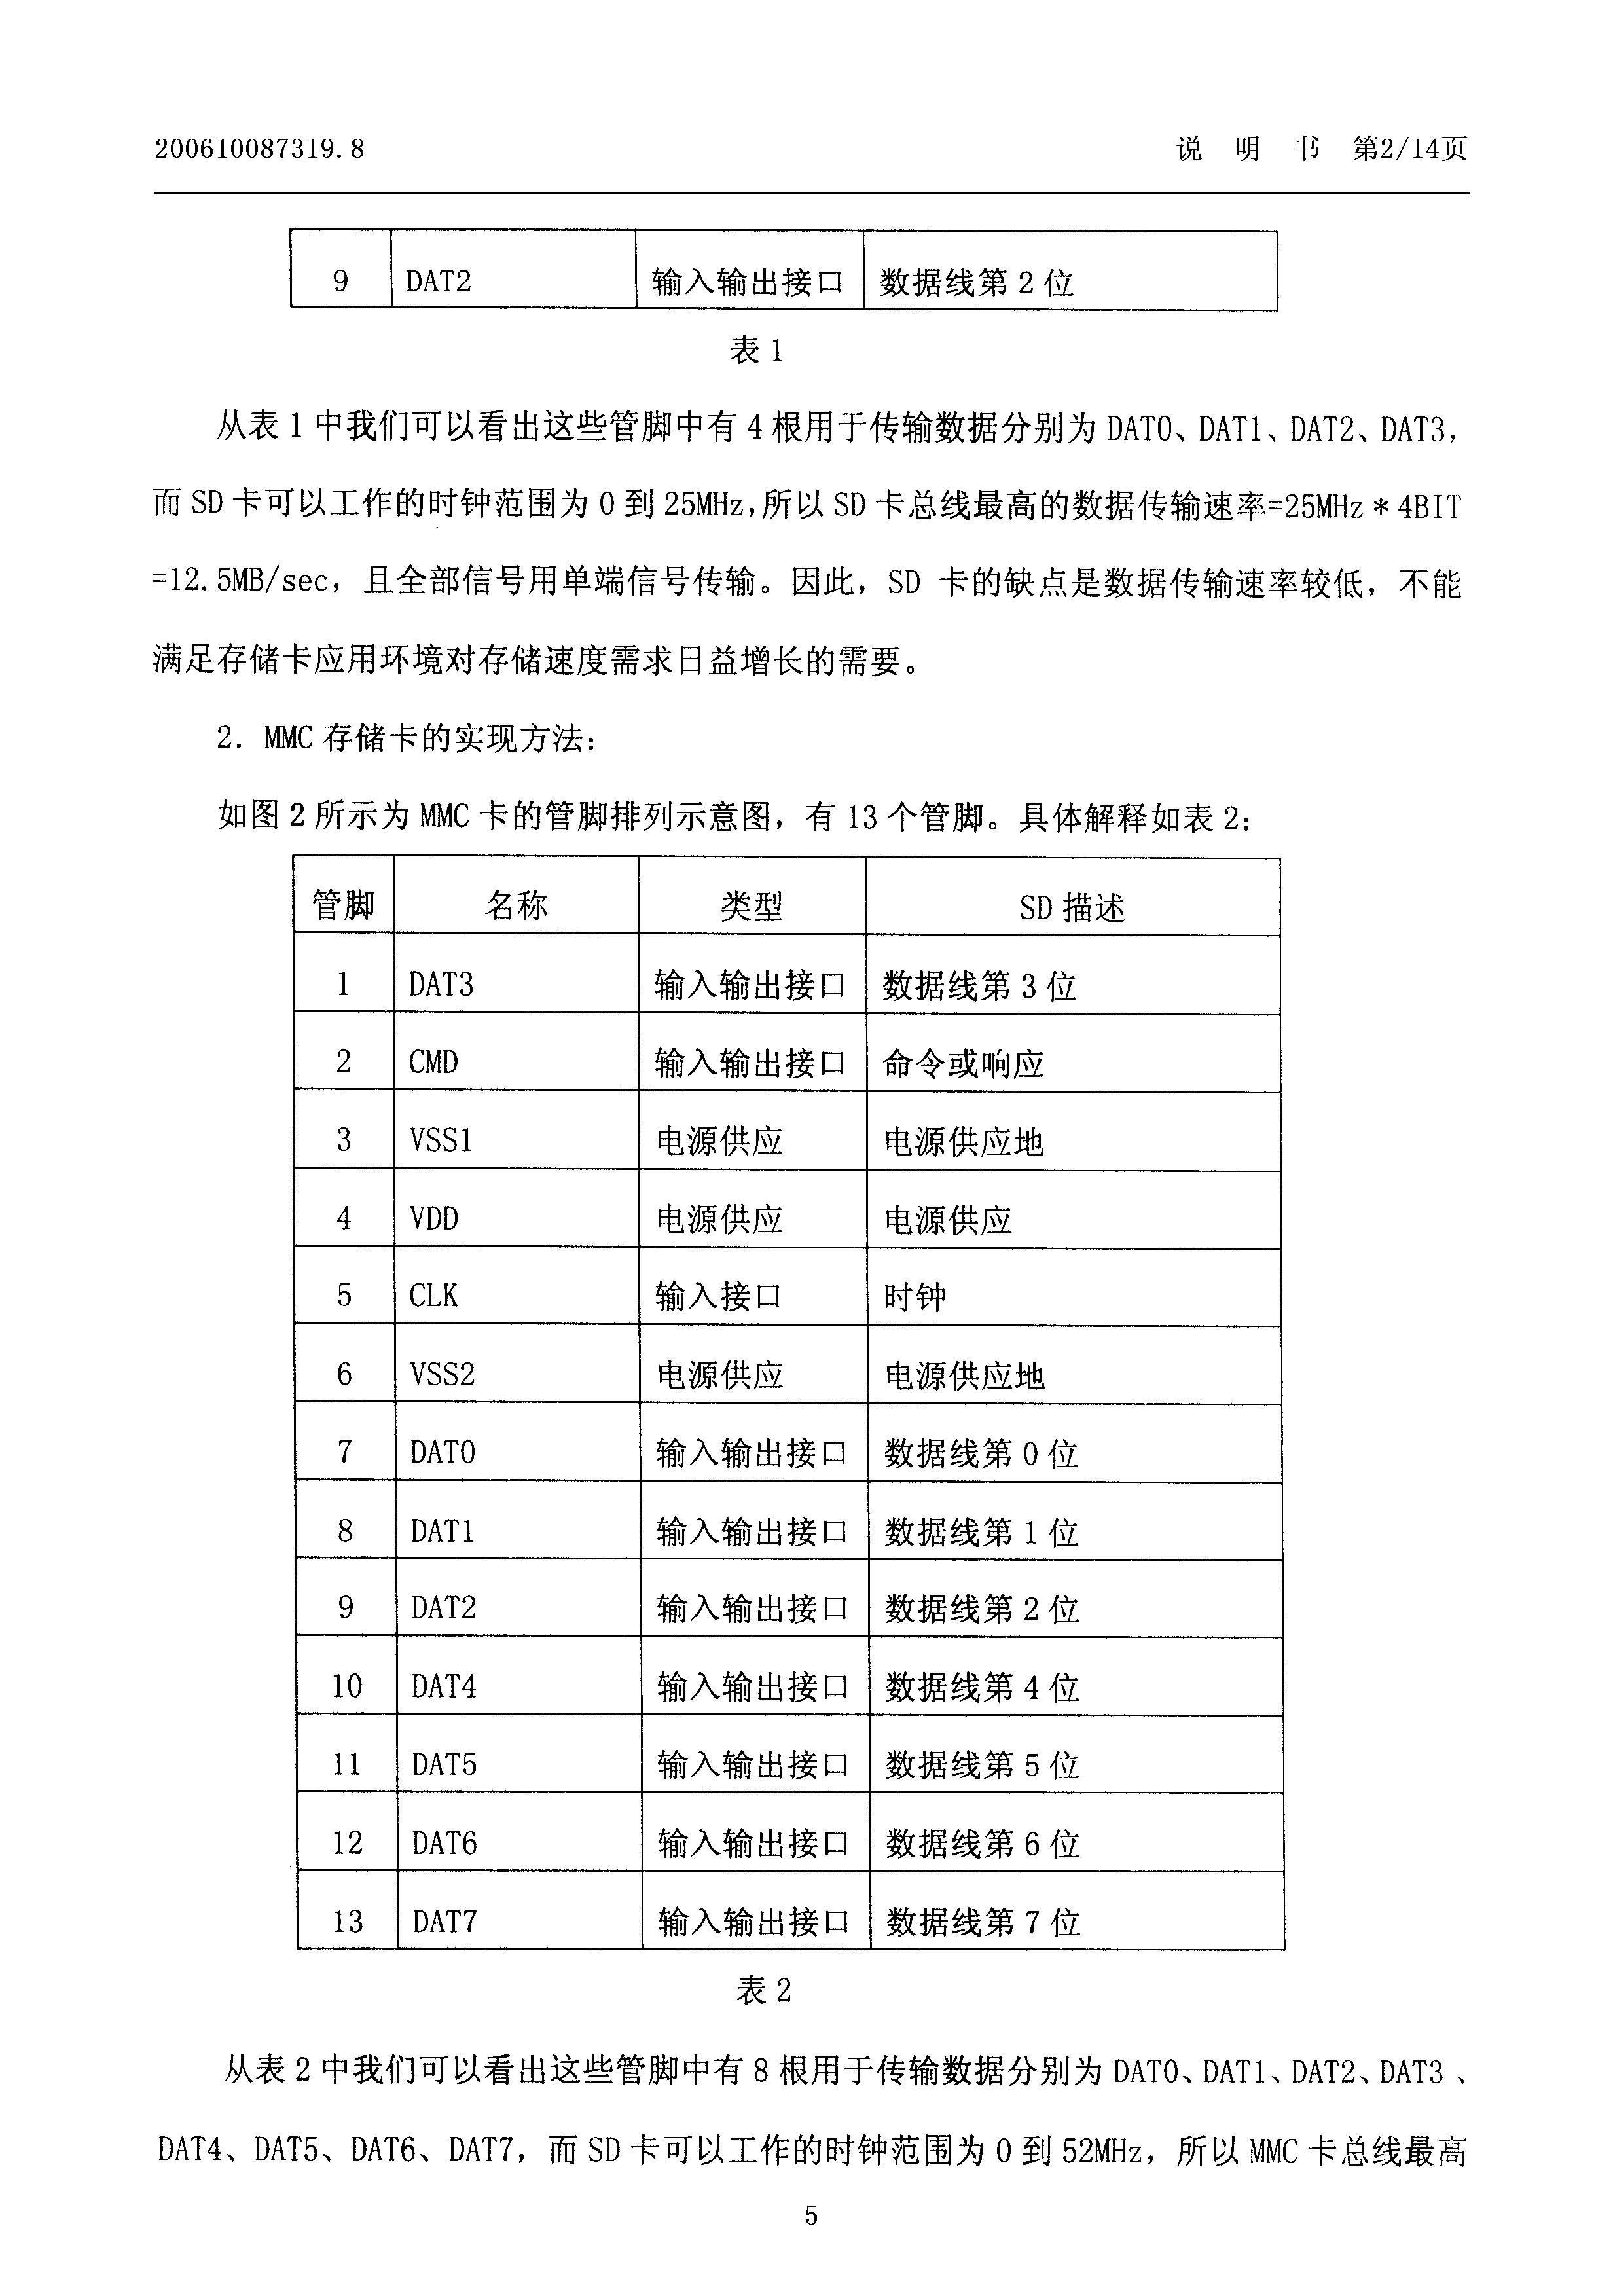 200610087319.8 说 明 书 第2/14页
9 DAT2 输入输出接口 数据线第 2 位
表 1
从表 1 中我们可以看出这些管脚中有 4 根用于传输数据分别为 DAT0、DAT1、DAT2、DAT3,
而 SD 卡可以工作的时钟范围为 0 到 25MHz,所以 SD 卡总线最高的数据传输速率=25MHz * 4BIT
=12.5MB/sec，且全部信号用单端信号传输。因此，SD 卡的缺点是数据传输速率较低，不能
满足存储卡应用环境对存储速度需求日益增长的需要。
2. MMC 存储卡的实现方法：
如图 2 所示为 MMC 卡的管脚排列示意图，有 13 个管脚。具体解释如表 2：
管脚 名称 类型 SD 描述
1 DAT3 输入输出接口 数据线第 3 位
2 CMD 输入输出接口 命令或响应
3 VSS1 电源供应 电源供应地
4 VDD 电源供应 电源供应
5 CLK 输入接口 时钟
6 VSS2 电源供应 电源供应地
7 DAT0 输入输出接口 数据线第 0 位
8 DAT1 输入输出接口 数据线第 1 位
9 DAT2 输入输出接口 数据线第 2 位
10 DAT4 输入输出接口 数据线第 4 位
11 DAT5 输入输出接口 数据线第 5 位
12 DAT6 输入输出接口 数据线第 6 位
13 DAT7 输入输出接口 数据线第 7 位
表 2
从表 2 中我们可以看出这些管脚中有 8 根用于传输数据分别为 DAT0、DAT1、DAT2、DAT3 、
DAT4、DAT5、DAT6、DAT7，而 SD 卡可以工作的时钟范围为 0 到 52MHz，所以 MMC 卡总线最高
5